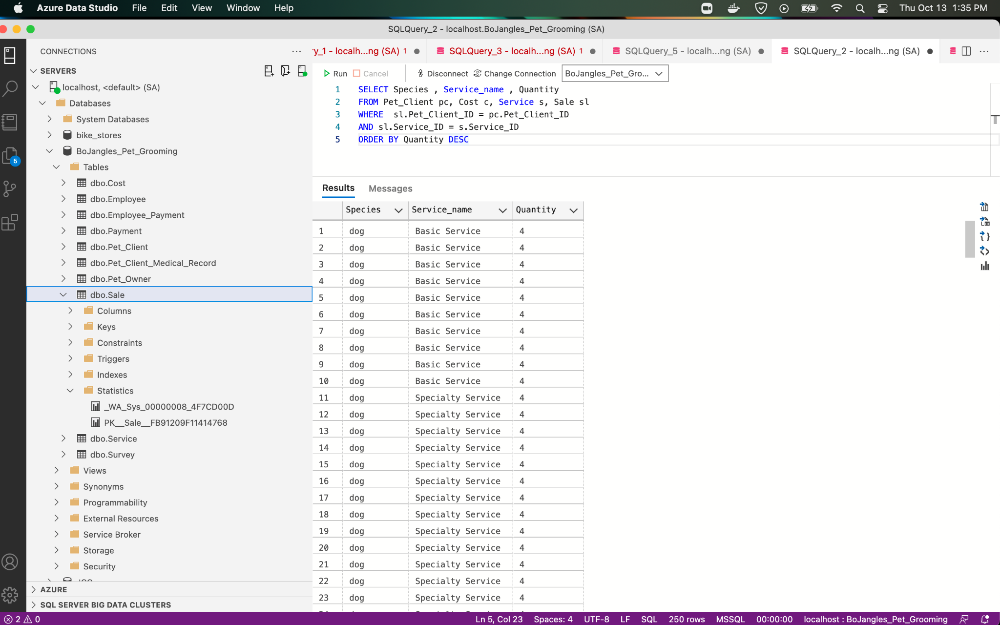 Azure Data Studio File Edit View Window Help Thu Oct 13 1:35 PM
SQLQuery_2 - localhost.BoJangles_Pet_Grooming (SA)
CONNECTIONS
SERVERS
localhost, <default> (SA)
Databases
System Databases
bike_stores
BoJangles_Pet_Grooming
Tables
dbo.Cost
dbo.Employee
dbo.Employee_Payment
dbo.Payment
dbo.Pet_Client
dbo.Pet_Client_Medical_Record
dbo.Pet_Owner
dbo.Sale
Columns
Keys
Constraints
Triggers
Indexes
Statistics
_WA_Sys_00000008_4F7CD00D
PK__Sale__FB91209F11414768
dbo.Service
dbo.Survey
Views
Synonyms
Programmability
External Resources
Service Broker
Storage
Security
AZURE
SQL SERVER BIG DATA CLUSTERS
5
ry_1 - localh...ng (SA) 1 SQLQuery_3 - localh...ng (SA) 1 SQLQuery_5 - localh...ng (SA) SQLQuery_2 - localh...ng (SA)
Run Cancel Disconnect Change Connection BoJangles_Pet_Gro...
1 SELECT Species , Service_name , Quantity
2 FROM Pet_Client pc, Cost c, Service s, Sale sl
3 WHERE sl.Pet_Client_ID = pc.Pet_Client_ID
4 AND sl.Service_ID = s.Service_ID
5 ORDER BY Quantity DESC
Results Messages
Species Service_name Quantity
1 dog Basic Service 4
2 dog Basic Service 4
3 dog Basic Service 4
4 dog Basic Service 4
5 dog Basic Service 4
6 dog Basic Service 4
7 dog Basic Service 4
8 dog Basic Service 4
9 dog Basic Service 4
10 dog Basic Service 4
11 dog Specialty Service 4
12 dog Specialty Service 4
13 dog Specialty Service 4
14 dog Specialty Service 4
15 dog Specialty Service 4
16 dog Specialty Service 4
17 dog Specialty Service 4
18 dog Specialty Service 4
19 dog Specialty Service 4
20 dog Specialty Service 4
21 dog Specialty Service 4
22 dog Specialty Service 4
23 dog Specialty Service 4
2 0 Ln 5, Col 23 Spaces: 4 UTF-8 LF SQL 250 rows MSSQL 00:00:00 localhost : BoJangles_Pet_Grooming